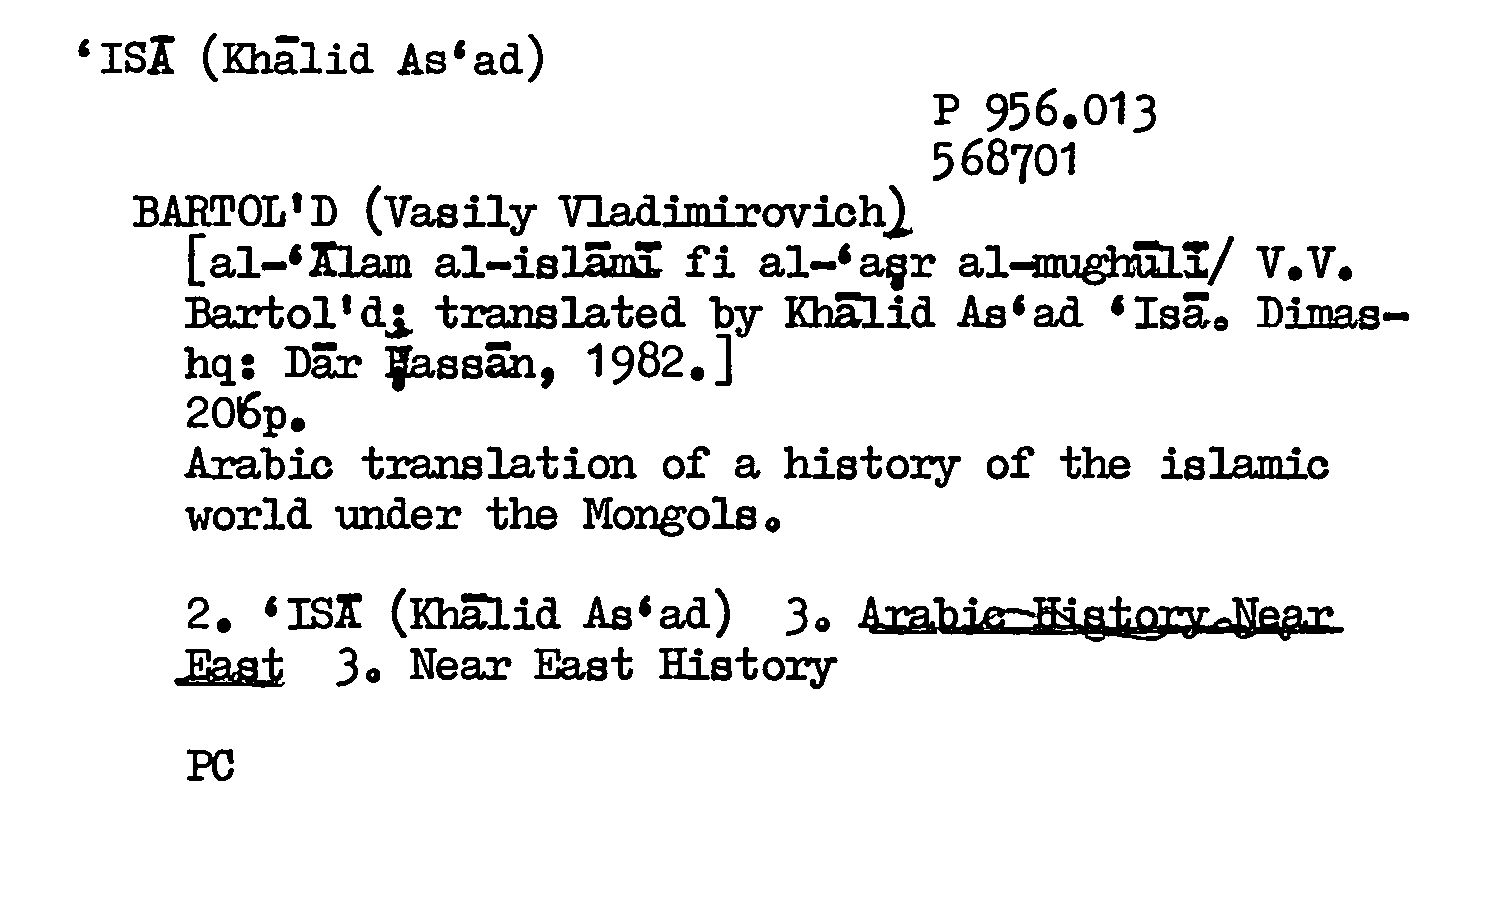 ‘ISĀ (Khālid As‘ad)
P 956.013
568701
BARTOL'D (Vasily Vladimirovich)
[al-‘Ālam al-islāmī fi al-‘aṣr al-mughūlī/ V.V.
Bartol'd; translated by Khālid As‘ad ‘Isā. Dimas-
hq: Dār Ḥassān, 1982.]
206p.
Arabic translation of a history of the islamic
world under the Mongols.
2. ‘ISĀ (Khālid As‘ad) 3. Arabic History Near
East 3. Near East History
PC